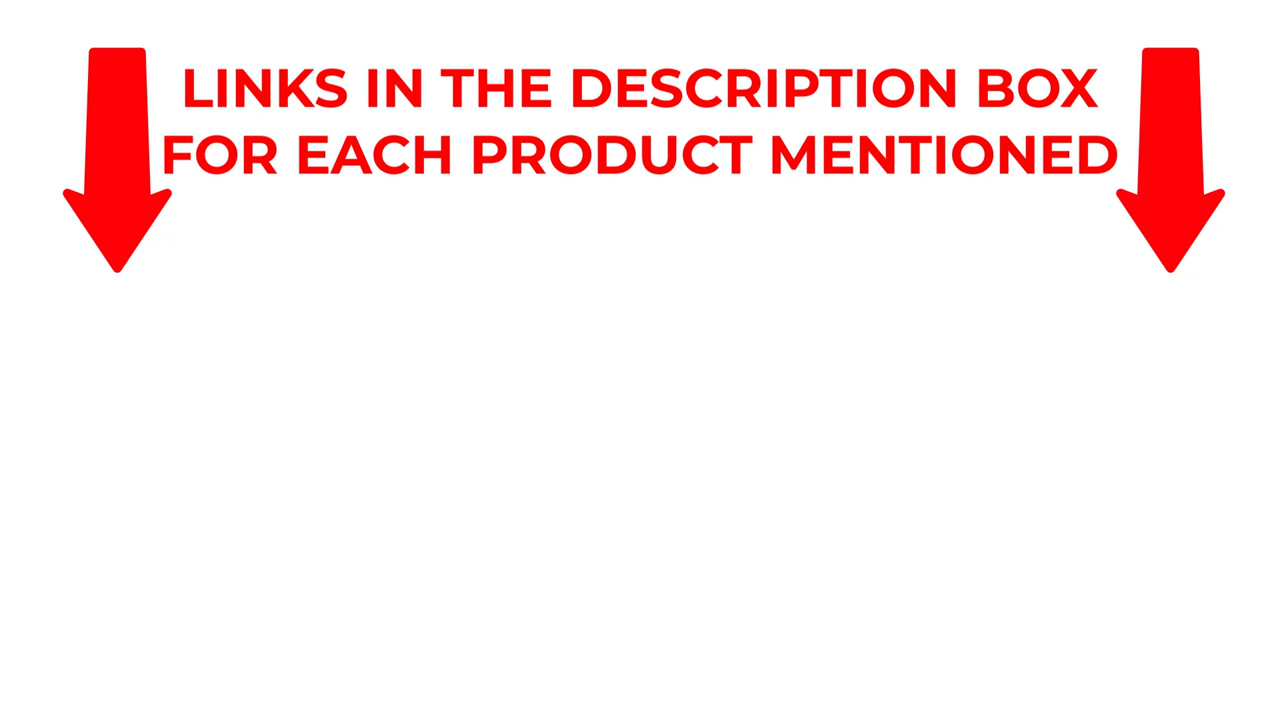 LINKS IN THE DESCRIPTION BOX
FOR EACH PRODUCT MENTIONED